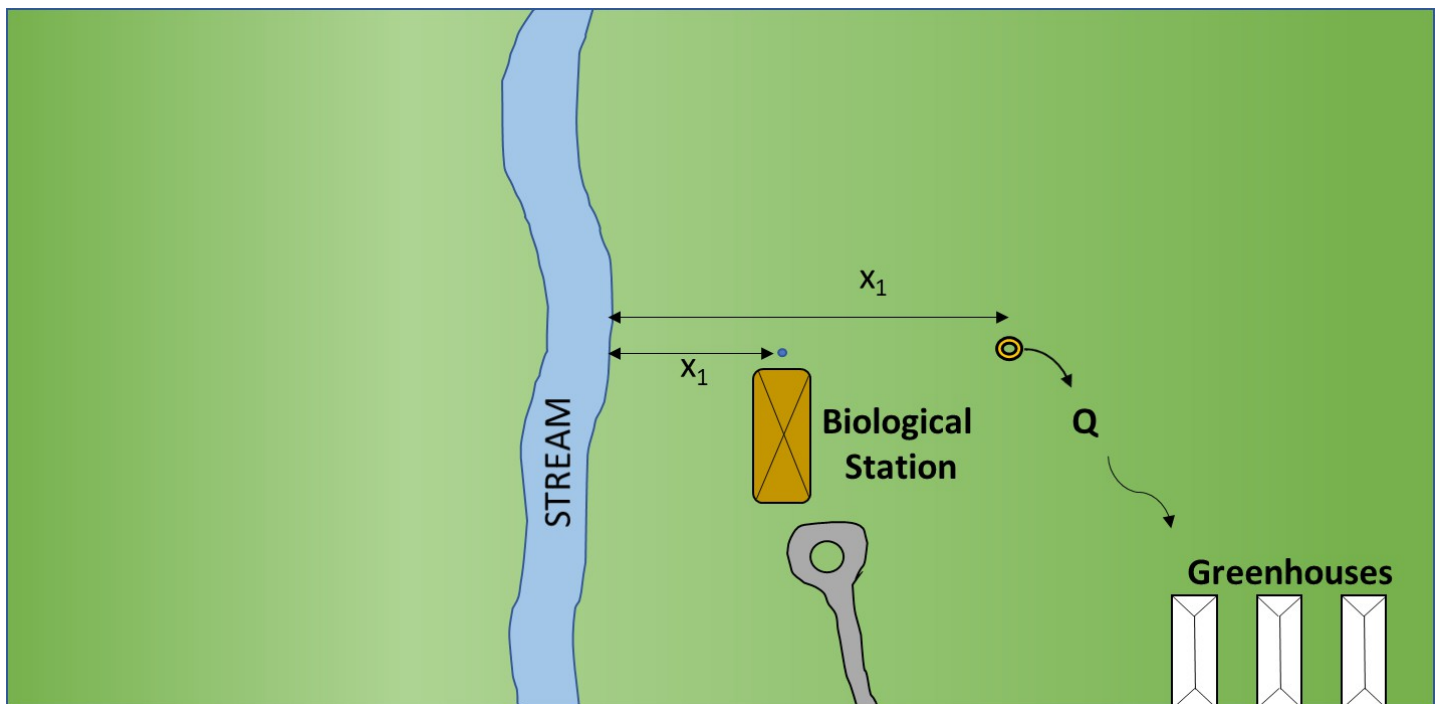 x₁
x₁
STREAM
Biological
Station
Q
Greenhouses